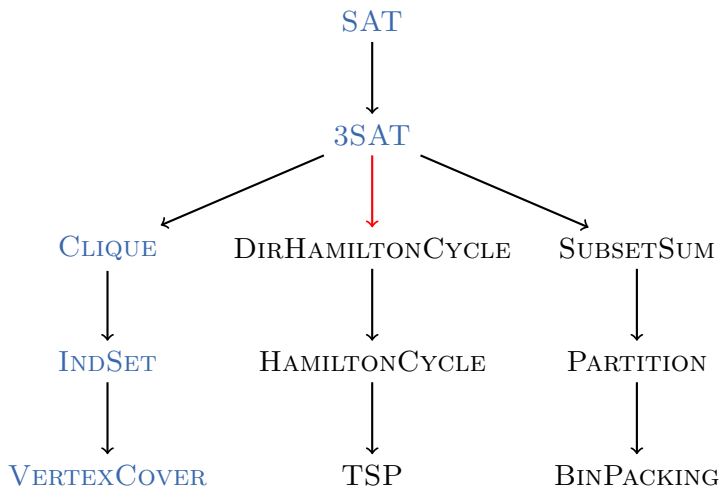 SAT
3SAT
CLIQUE DIRHAMILTONCYCLE SUBSETSUM
INDSET HAMILTONCYCLE PARTITION
VERTEXCOVER TSP BINPACKING